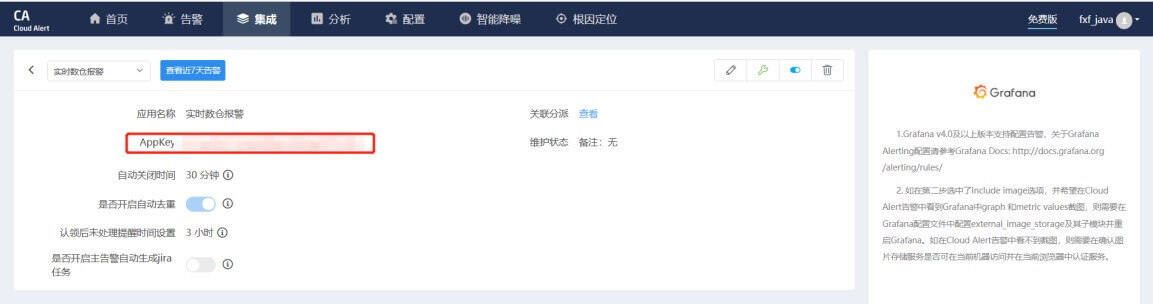 CA
Cloud Alert
首页
告警
集成
分析
配置
智能降噪
根因定位
免费版
fxf_java
实时数仓报警
查看近7天告警
应用名称 实时数仓报警
关联分派 查看
AppKey
维护状态 备注：无
自动关闭时间 30 分钟
是否开启自动去重
认领后未处理提醒时间设置 3 小时
是否开启主告警自动生成jira
任务
Grafana
1.Grafana v4.0及以上版本支持配置告警，关于Grafana
Alerting配置请参考Grafana Docs: http://docs.grafana.org
/alerting/rules/
2. 如在第二步选中了Include image选项，并希望在Cloud
Alert告警中看到Grafana中graph 和metric values截图，则需要在
Grafana配置文件中配置external_image_storage及其子模块并重
启Grafana。如在Cloud Alert告警中看不到截图，则需要在确认图
片存储服务是否可在当前机器访问并在当前浏览器中认证服务。